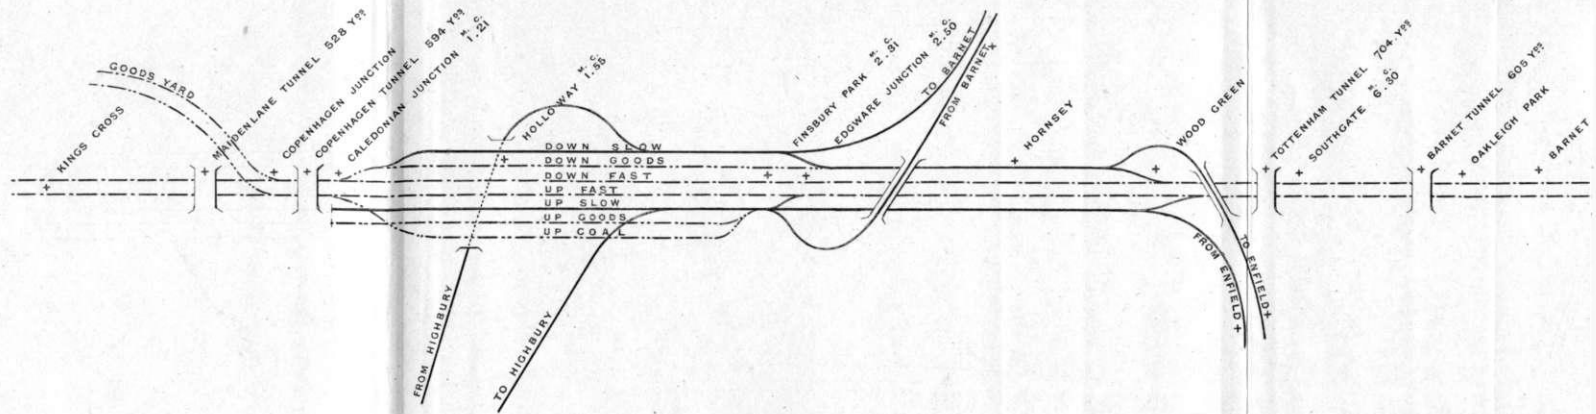 GOODS YARD
KINGS CROSS
MAIDENLANE TUNNEL 528 Yds
COPENHAGEN JUNCTION
COPENHAGEN TUNNEL 594 Yds
CALEDONIAN JUNCTION M. C. 1.21
HOLLOWAY M. C. 1.55
DOWN SLOW
DOWN GOODS
DOWN FAST
UP FAST
UP SLOW
UP GOODS
UP COAL
FROM HIGHBURY
TO HIGHBURY
FINSBURY PARK M. C. 2.31
EDGWARE JUNCTION M. C. 2.50
TO BARNET
FROM BARNET
HORNSEY
WOOD GREEN
FROM ENFIELD
TO ENFIELD
TOTTENHAM TUNNEL 704 Yds
SOUTHGATE M. C. 6.30
BARNET TUNNEL 605 Yds
OAKLEIGH PARK
BARNET